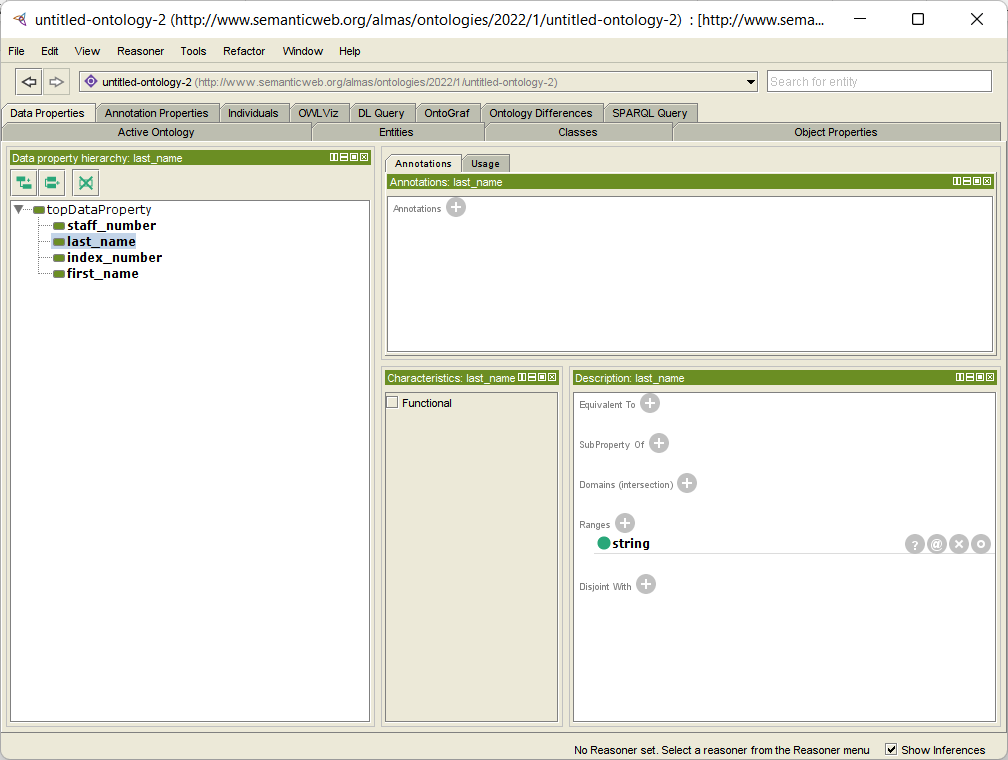 untitled-ontology-2 (http://www.semanticweb.org/almas/ontologies/2022/1/untitled-ontology-2) : [http://www.sema...
File Edit View Reasoner Tools Refactor Window Help
untitled-ontology-2 (http://www.semanticweb.org/almas/ontologies/2022/1/untitled-ontology-2)
Search for entity
Data Properties Annotation Properties Individuals OWLViz DL Query OntoGraf Ontology Differences SPARQL Query
Active Ontology Entities Classes Object Properties
Data property hierarchy: last_name
topDataProperty
staff_number
last_name
index_number
first_name
Annotations Usage
Annotations: last_name
Annotations
Characteristics: last_name
Functional
Description: last_name
Equivalent To
SubProperty Of
Domains (intersection)
Ranges
string
Disjoint With
No Reasoner set. Select a reasoner from the Reasoner menu Show Inferences